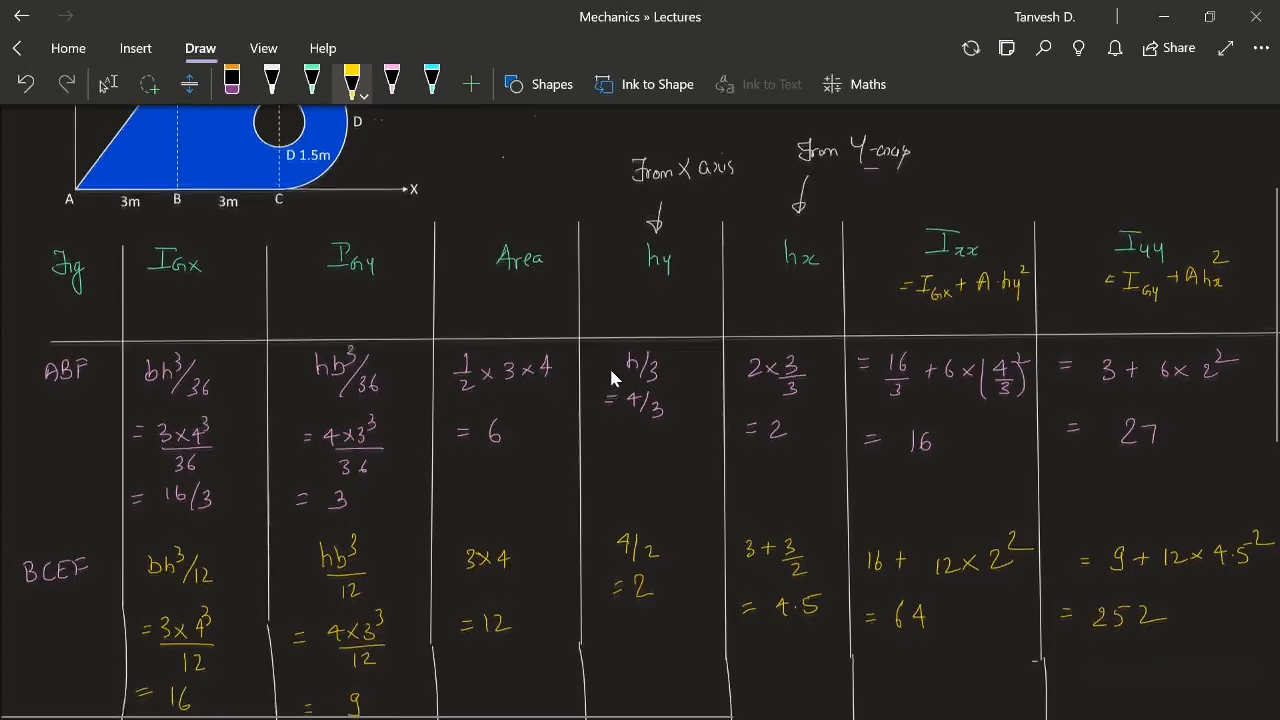 Mechanics » Lectures
Tanvesh D.
Home Insert Draw View Help
Share
Shapes Ink to Shape Ink to Text Maths
D
D 1.5m
A B C X
3m 3m
From X axis
From Y-axis
Fig IGx IGy Area hy hx Ixx Iyy
= IGx + A·hy² = IGy + Ahx²
ABF bh³/36 hb³/36 1/2 × 3 × 4 h/3 2 × 3/3 = 16/3 + 6 × (4/3)² = 3 + 6 × 2²
= 4/3
= 3×4³/36 = 4×3³/36 = 6 = 2 = 16 = 27
= 16/3 = 3
BCEF bh³/12 hb³/12 3×4 4/2 3 + 3/2 16 + 12 × 2² = 9 + 12 × 4.5²
= 2
= 3×4³/12 = 4×3³/12 = 12 = 4.5 = 64 = 252
= 16 = 9